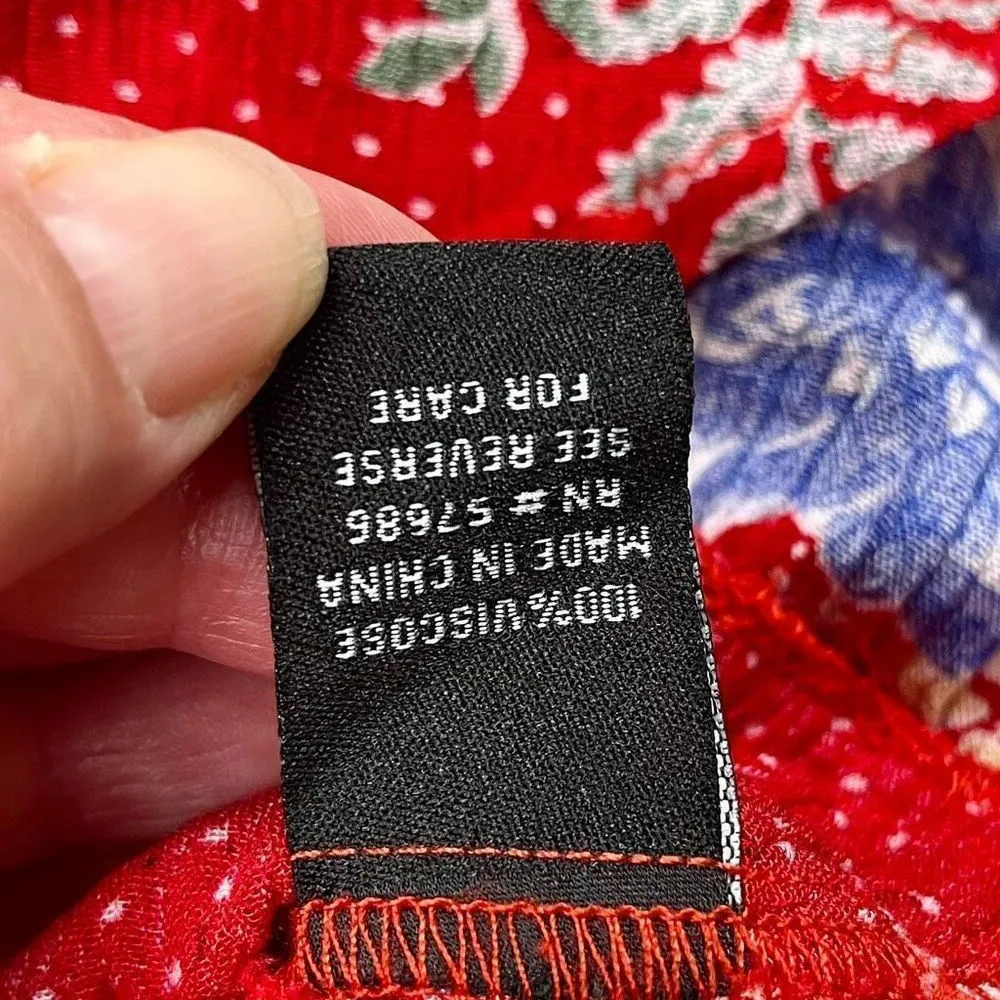 100% VISCOSE
MADE IN CHINA
RN # 57686
SEE REVERSE
FOR CARE